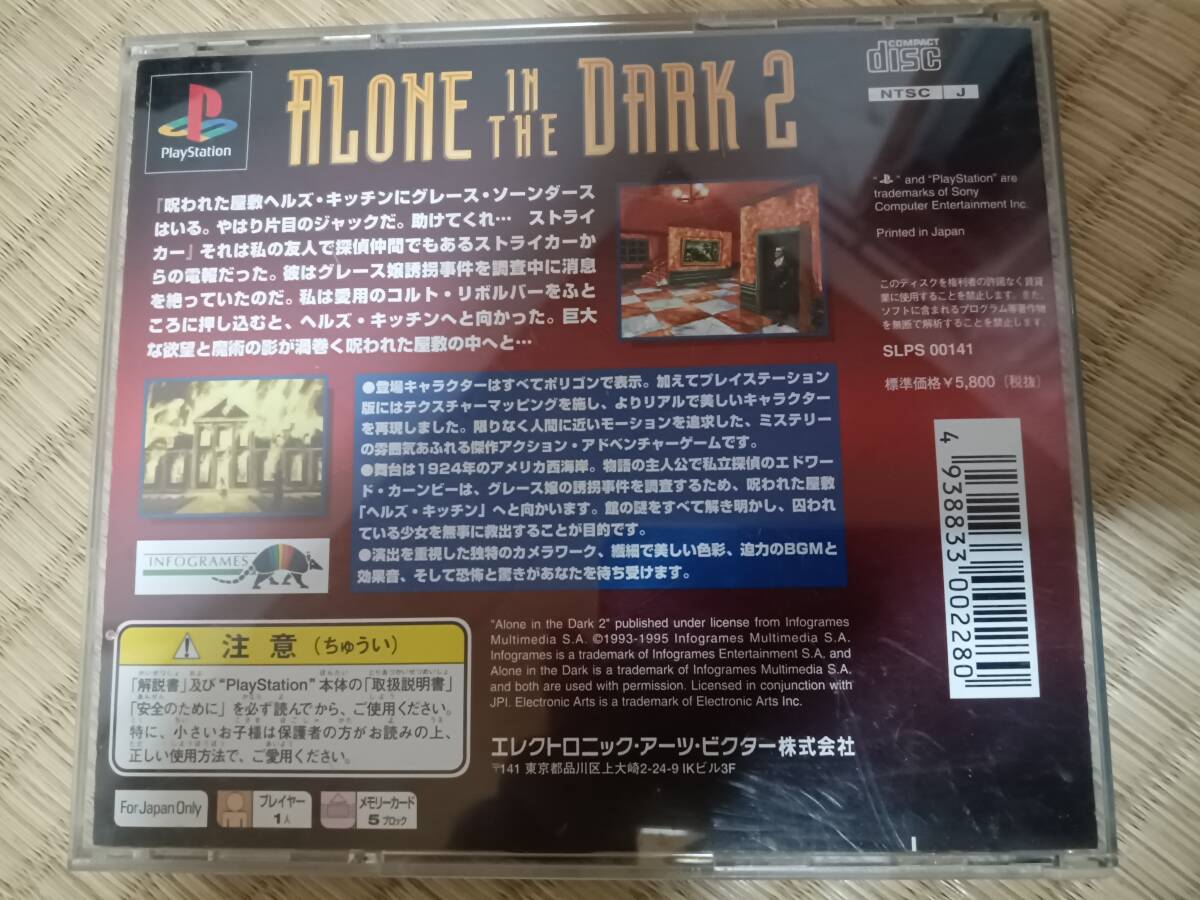 PlayStation
ALONE IN THE DARK 2
COMPACT
disc
NTSC J
『呪われた屋敷ヘルズ・キッチンにグレース・ソーンダース
はいる。やはり片目のジャックだ。助けてくれ… ストライ
カー』それは私の友人で探偵仲間でもあるストライカーか
らの電報だった。彼はグレース嬢誘拐事件を調査中に消息
を絶っていたのだ。私は愛用のコルト・リボルバーをふと
ころに押し込むと、ヘルズ・キッチンへと向かった。巨大
な欲望と魔術の影が渦巻く呪われた屋敷の中へと…
" " and "PlayStation" are
trademarks of Sony
Computer Entertainment Inc.
Printed in Japan
このディスクを権利者の許諾なく賃貸
業に使用することを禁止します。また、
ソフトに含まれるプログラム等著作物
を無断で解析することを禁止します。
SLPS 00141
標準価格¥5,800（税抜）
4 938833 002280
●登場キャラクターはすべてポリゴンで表示。加えてプレイステーション
版にはテクスチャーマッピングを施し、よりリアルで美しいキャラクター
を再現しました。限りなく人間に近いモーションを追求した、ミステリー
の雰囲気あふれる傑作アクション・アドベンチャーゲームです。
●舞台は1924年のアメリカ西海岸。物語の主人公で私立探偵のエドワー
ド・カーンビーは、グレース嬢の誘拐事件を調査するため、呪われた屋敷
「ヘルズ・キッチン」へと向かいます。館の謎をすべて解き明かし、囚われ
ている少女を無事に救出することが目的です。
●演出を重視した独特のカメラワーク、繊細で美しい色彩、迫力のBGMと
効果音、そして恐怖と驚きがあなたを待ち受けます。
INFOGRAMES
注意（ちゅうい）
「解説書」及び"PlayStation"本体の「取扱説明書」
「安全のために」を必ず読んでから、ご使用ください。
特に、小さいお子様は保護者の方がお読みの上、
正しい使用方法で、ご愛用ください。
"Alone in the Dark 2" published under license from Infogrames
Multimedia S.A. ©1993-1995 Infogrames Multimedia S.A.
Infogrames is a trademark of Infogrames Entertainment S.A. and
Alone in the Dark is a trademark of Infogrames Multimedia S.A.
and both are used with permission. Licensed in conjunction with
JPI. Electronic Arts is a trademark of Electronic Arts Inc.
エレクトロニック・アーツ・ビクター株式会社
〒141 東京都品川区上大崎2-24-9 IKビル3F
For Japan Only
プレイヤー
1人
メモリーカード
5ブロック